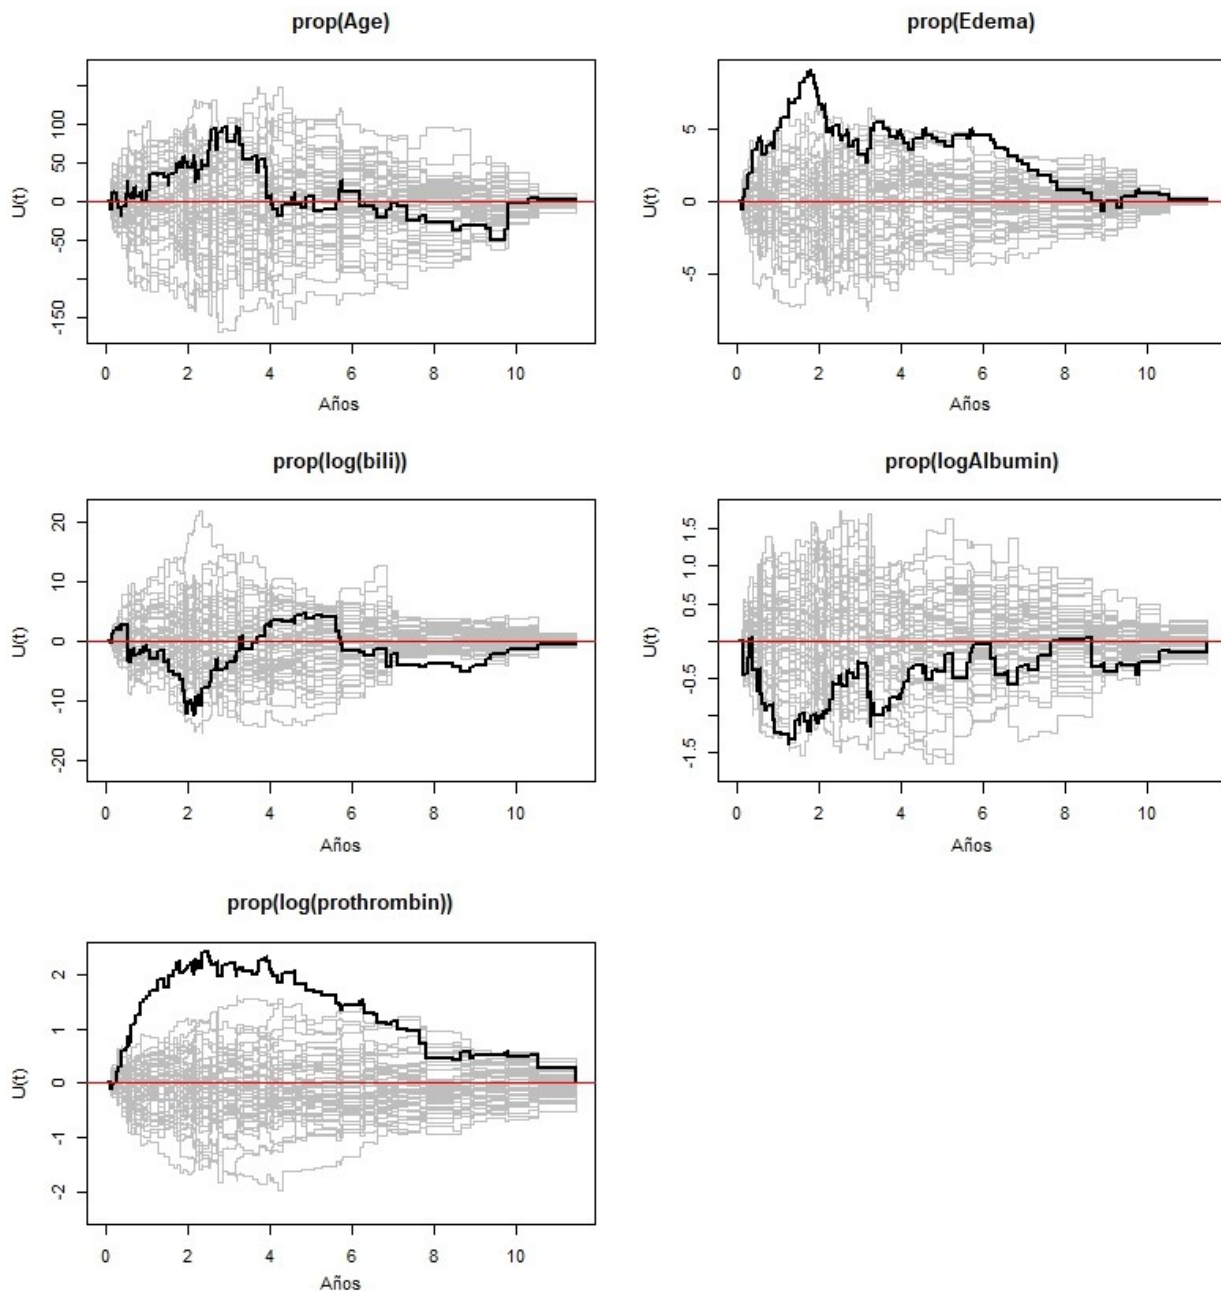 prop(Age)
prop(Edema)
U(t)
100
50
0
-50
-150
0 2 4 6 8 10
Años
U(t)
5
0
-5
0 2 4 6 8 10
Años
prop(log(bili))
prop(logAlbumin)
U(t)
20
10
0
-10
-20
0 2 4 6 8 10
Años
U(t)
1.5
1.0
0.5
-0.5
-1.5
0 2 4 6 8 10
Años
prop(log(prothrombin))
U(t)
2
1
0
-1
-2
0 2 4 6 8 10
Años